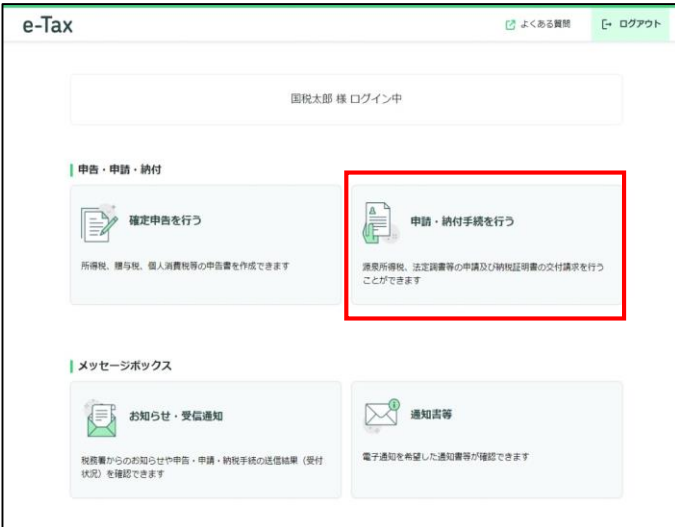 e-Tax
よくある質問
ログアウト
国税太郎 様 ログイン中
申告・申請・納付
確定申告を行う
所得税、贈与税、個人消費税等の申告書を作成できます
申請・納付手続を行う
源泉所得税、法定調書等の申請及び納税証明書の交付請求を行う
ことができます
メッセージボックス
お知らせ・受信通知
税務署からのお知らせや申告・申請・納税手続の送信結果（受付
状況）を確認できます
通知書等
電子通知を希望した通知書等が確認できます